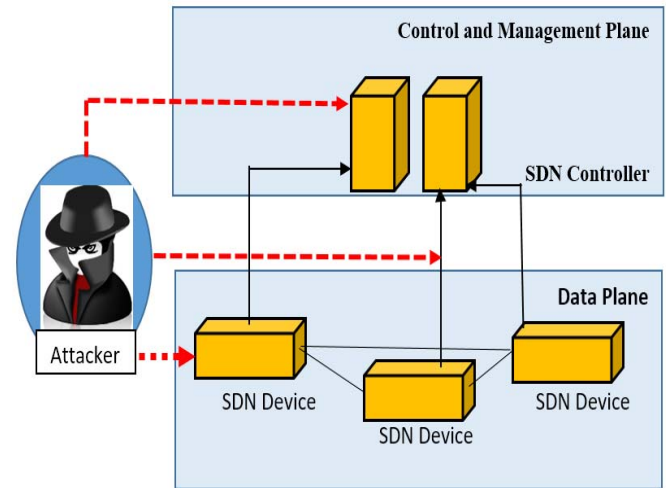 Control and Management Plane
SDN Controller
Data Plane
Attacker
SDN Device
SDN Device
SDN Device